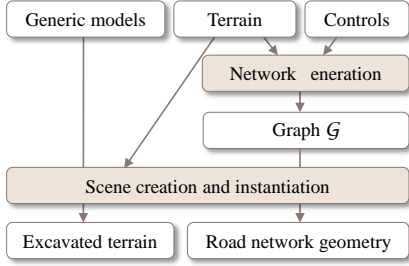 Generic models Terrain Controls
Network eneration
Graph 𝒢
Scene creation and instantiation
Excavated terrain Road network geometry